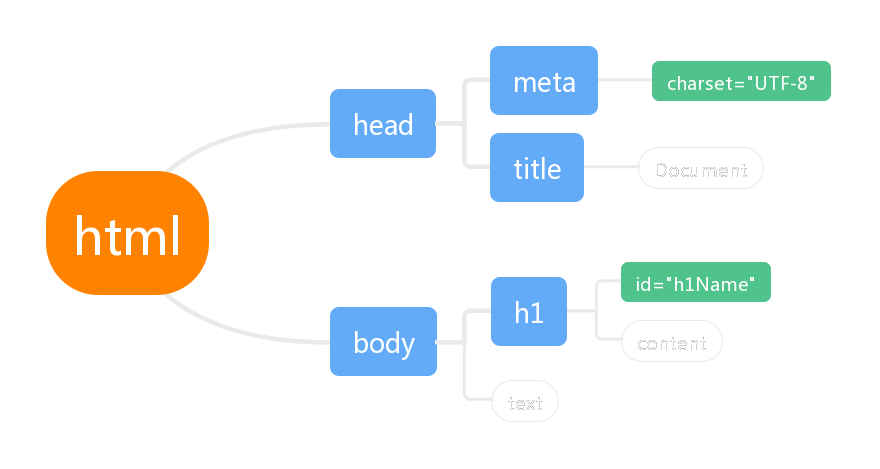 html
head
meta
charset="UTF-8"
title
Document
body
h1
id="h1Name"
content
text